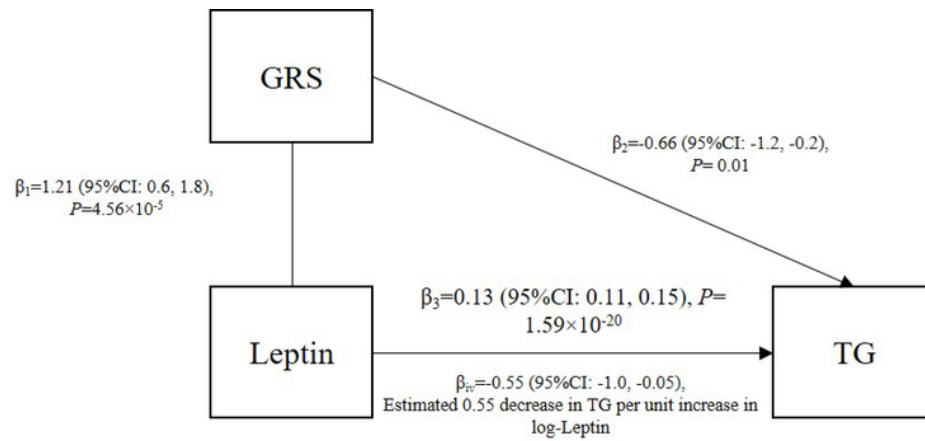 GRS
β₂=-0.66 (95%CI: -1.2, -0.2),
P= 0.01
β₁=1.21 (95%CI: 0.6, 1.8),
P=4.56×10⁻⁵
β₃=0.13 (95%CI: 0.11, 0.15), P=
1.59×10⁻²⁰
Leptin
TG
βᵢᵥ=-0.55 (95%CI: -1.0, -0.05),
Estimated 0.55 decrease in TG per unit increase in
log-Leptin